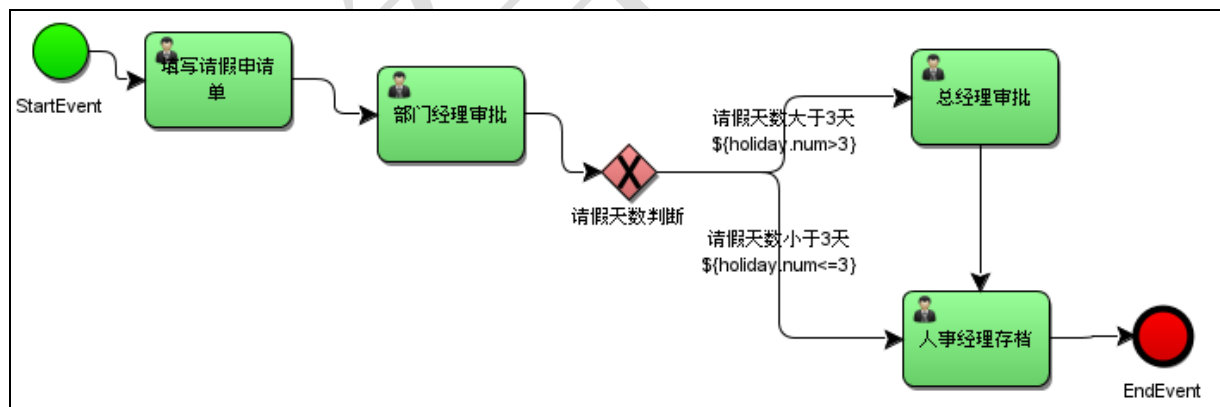 StartEvent
填写请假申请
单
部门经理审批
请假天数判断
请假天数大于3天
${holiday.num>3}
总经理审批
请假天数小于3天
${holiday.num<=3}
人事经理存档
EndEvent